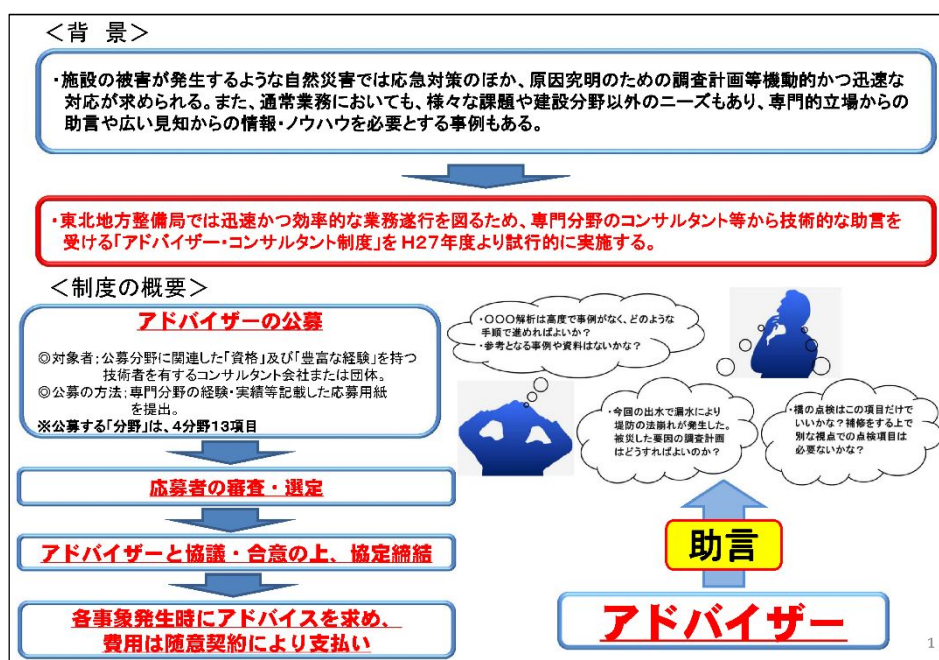 ＜背 景＞
・施設の被害が発生するような自然災害では応急対策のほか、原因究明のための調査計画等機動的かつ迅速な
対応が求められる。また、通常業務においても、様々な課題や建設分野以外のニーズもあり、専門的立場からの
助言や広い見知からの情報・ノウハウを必要とする事例もある。
・東北地方整備局では迅速かつ効率的な業務遂行を図るため、専門分野のコンサルタント等から技術的な助言を
受ける「アドバイザー・コンサルタント制度」をH27年度より試行的に実施する。
＜制度の概要＞
アドバイザーの公募
◎対象者：公募分野に関連した「資格」及び「豊富な経験」を持つ
技術者を有するコンサルタント会社または団体。
◎公募の方法：専門分野の経験・実績等記載した応募用紙
を提出。
※公募する「分野」は、4分野13項目
応募者の審査・選定
アドバイザーと協議・合意の上、協定締結
各事象発生時にアドバイスを求め、
費用は随意契約により支払い
・〇〇〇解析は高度で事例がなく、どのような
手順で進めればよいか？
・参考となる事例や資料はないかな？
・今回の出水で漏水により
堤防の法崩れが発生した。
被災した要因の調査計画
はどうすればよいのか？
・橋の点検はこの項目だけで
いいかな？補修をする上で
別な視点での点検項目は
必要ないかな？
助言
アドバイザー
1